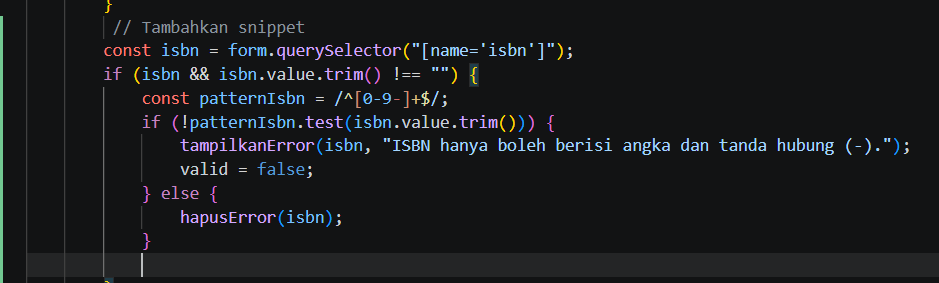 }
// Tambahkan snippet
const isbn = form.querySelector("[name='isbn']");
if (isbn && isbn.value.trim() !== "") {
const patternIsbn = /^[0-9-]+$/;
if (!patternIsbn.test(isbn.value.trim())) {
tampilkanError(isbn, "ISBN hanya boleh berisi angka dan tanda hubung (-).");
valid = false;
} else {
hapusError(isbn);
}
}